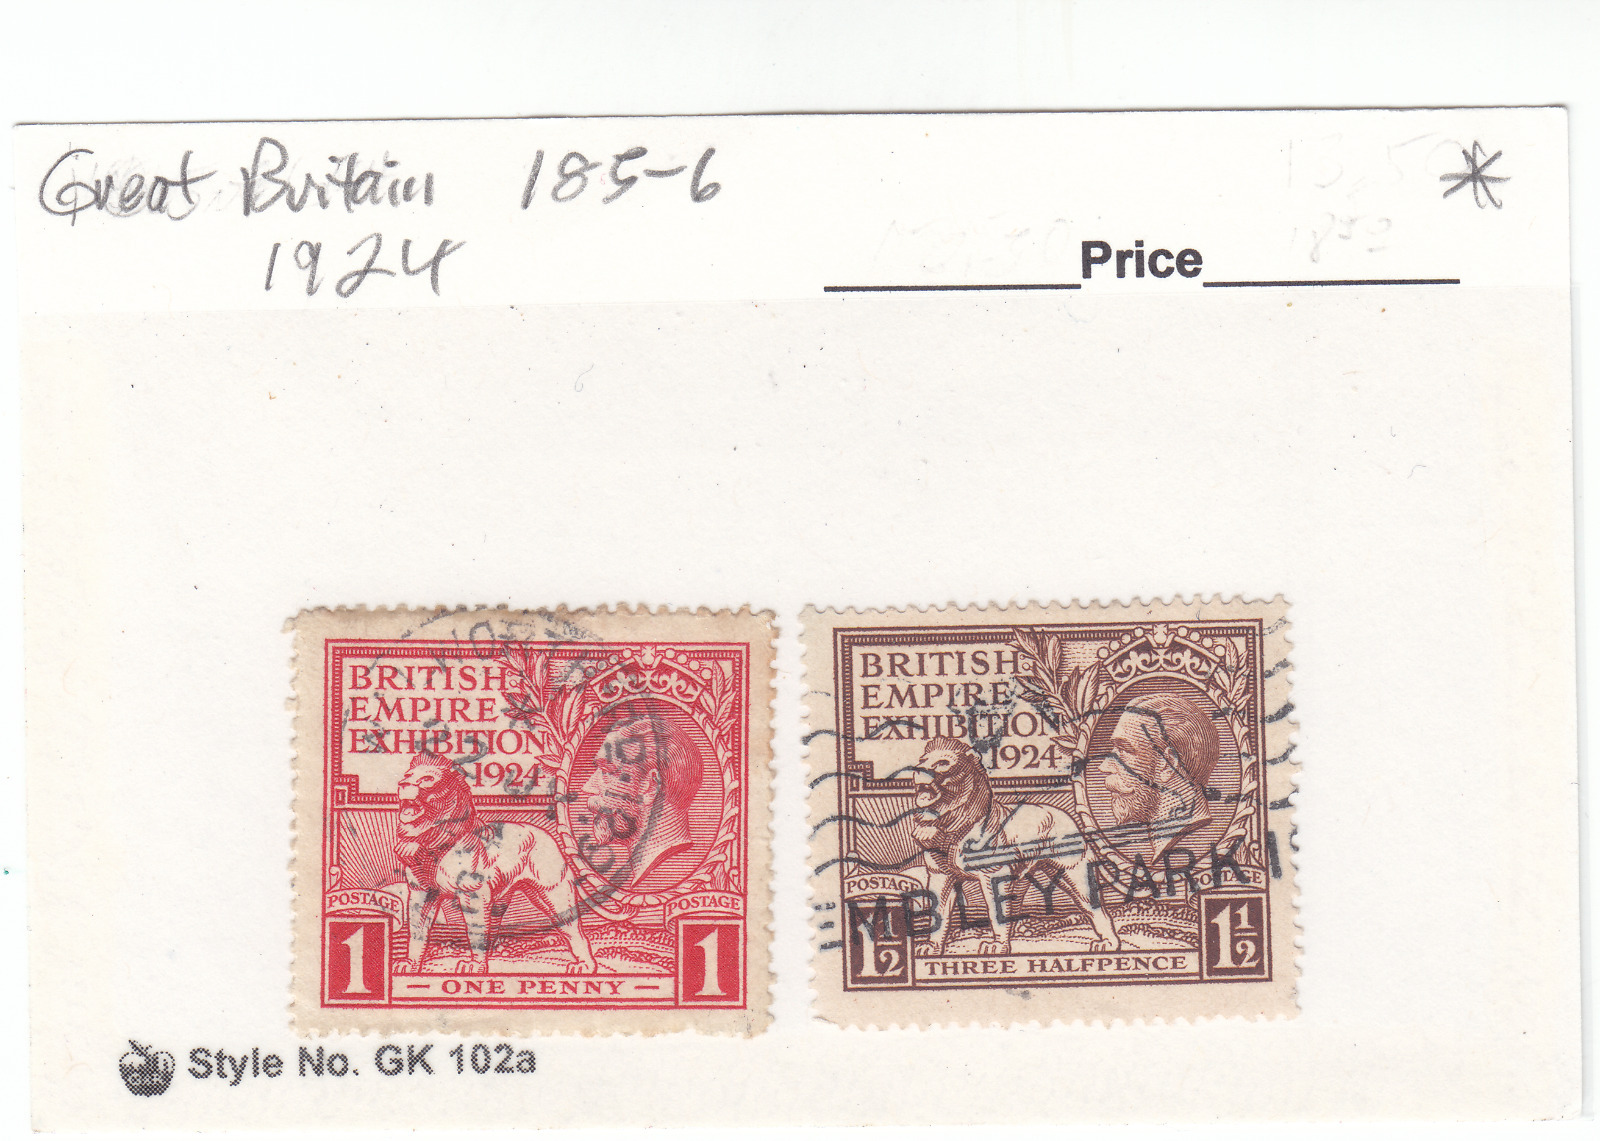 Great Britain 185-6 *
1924
Price
BRITISH
EMPIRE
EXHIBITION
1924
POSTAGE POSTAGE
1 ONE PENNY 1
BRITISH
EMPIRE
EXHIBITION
1924
POSTAGE POSTAGE
MBLEY PARK
1½ THREE HALFPENCE 1½
Style No. GK 102a